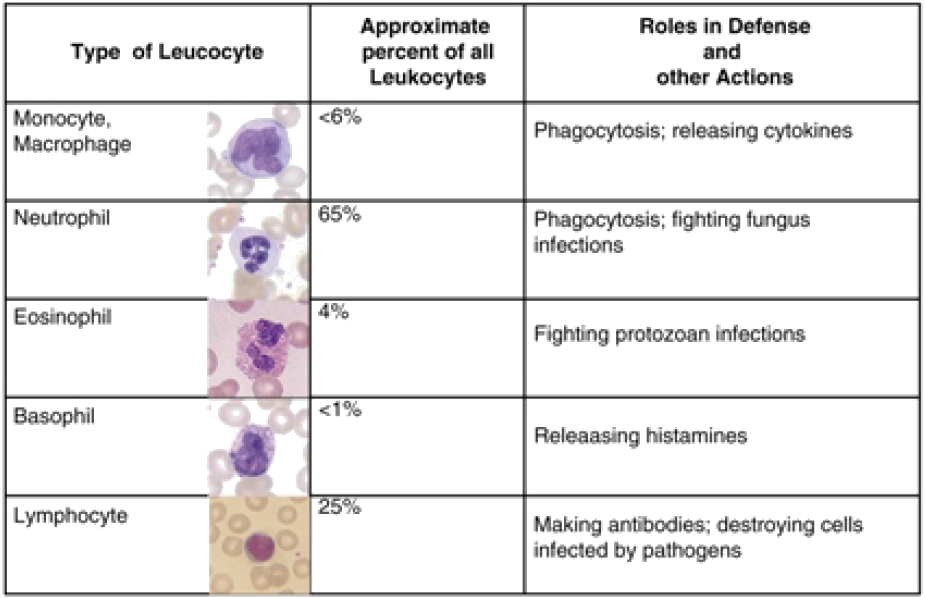 Type of Leucocyte
Approximate
percent of all
Leukocytes
Roles in Defense
and
other Actions
Monocyte,
Macrophage
<6%
Phagocytosis; releasing cytokines
Neutrophil
65%
Phagocytosis; fighting fungus
infections
Eosinophil
4%
Fighting protozoan infections
Basophil
<1%
Releaasing histamines
Lymphocyte
25%
Making antibodies; destroying cells
infected by pathogens